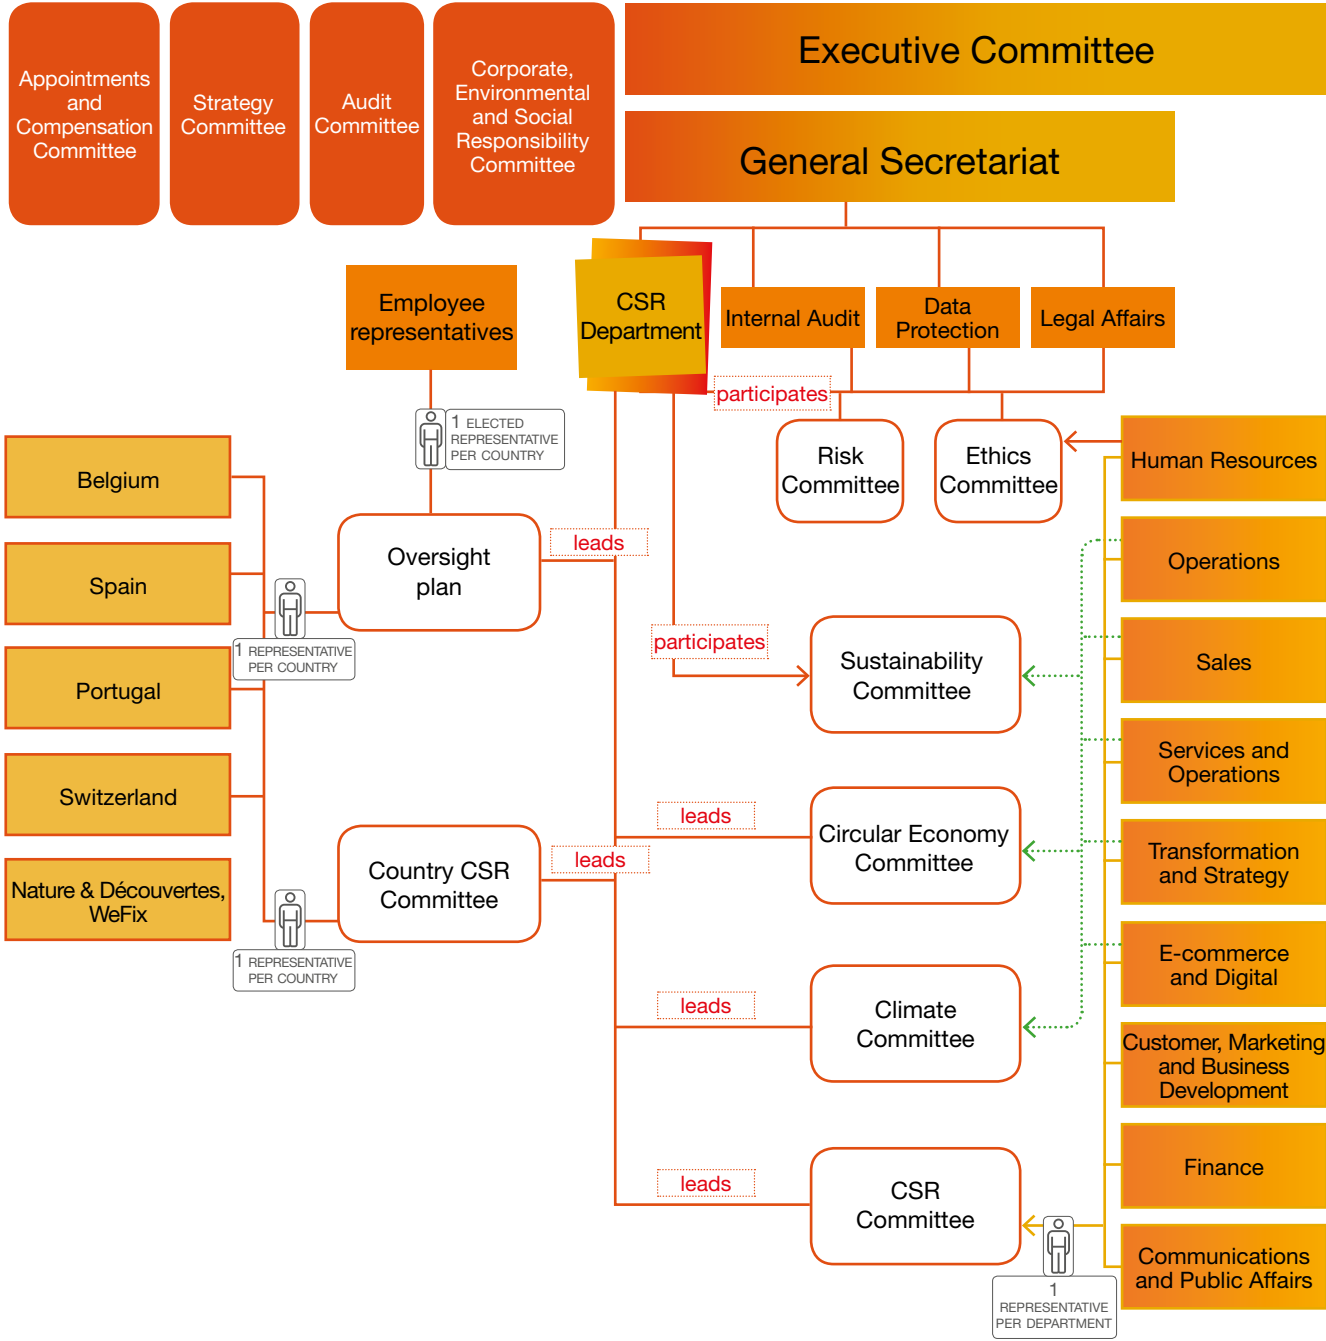 Appointments
and
Compensation
Committee
Strategy
Committee
Audit
Committee
Corporate,
Environmental
and Social
Responsibility
Committee
Executive Committee
General Secretariat
Employee
representatives
CSR
Department
Internal Audit
Data
Protection
Legal Affairs
participates
1 ELECTED
REPRESENTATIVE
PER COUNTRY
Risk
Committee
Ethics
Committee
Human Resources
Belgium
Spain
Portugal
Switzerland
Nature & Découvertes,
WeFix
1 REPRESENTATIVE
PER COUNTRY
Oversight
plan
leads
1 REPRESENTATIVE
PER COUNTRY
Country CSR
Committee
leads
participates
Sustainability
Committee
leads
Circular Economy
Committee
leads
Climate
Committee
leads
CSR
Committee
1
REPRESENTATIVE
PER DEPARTMENT
Operations
Sales
Services and
Operations
Transformation
and Strategy
E-commerce
and Digital
Customer, Marketing
and Business
Development
Finance
Communications
and Public Affairs